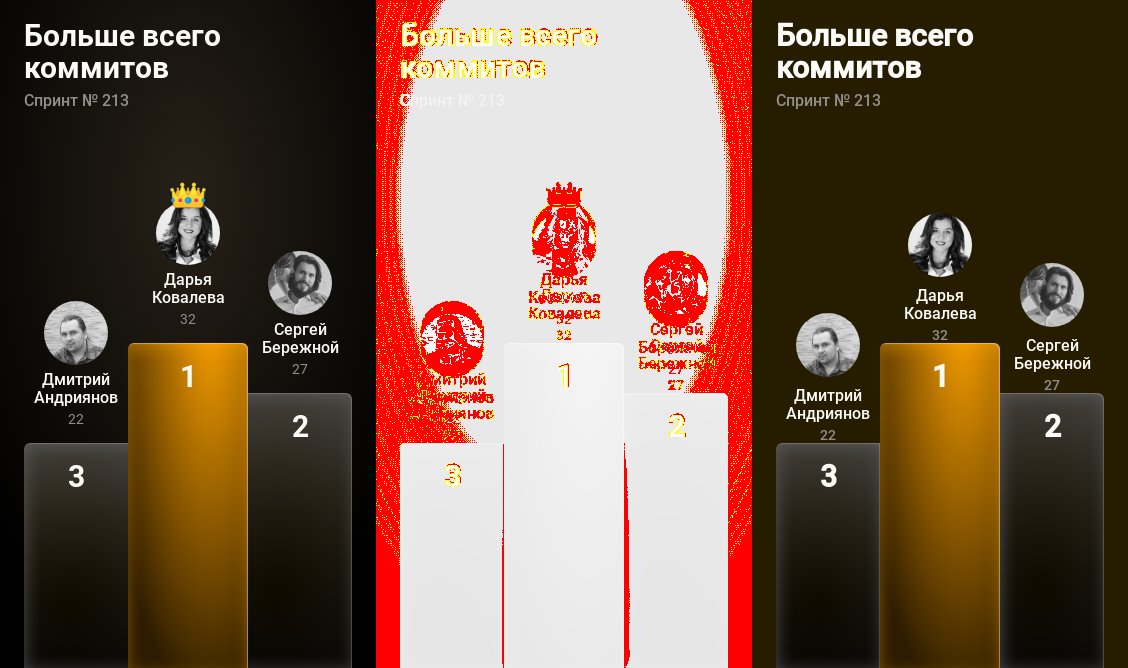 Больше всего
коммитов
Спринт № 213
Дарья
Ковалева
32
Сергей
Бережной
27
Дмитрий
Андриянов
22
1
2
3
Больше всего
коммитов
Спринт № 213
Дарья
Ковалева
32
Сергей
Бережной
27
1
2
3
Больше всего
коммитов
Спринт № 213
Дарья
Ковалева
32
Сергей
Бережной
27
Дмитрий
Андриянов
22
1
2
3